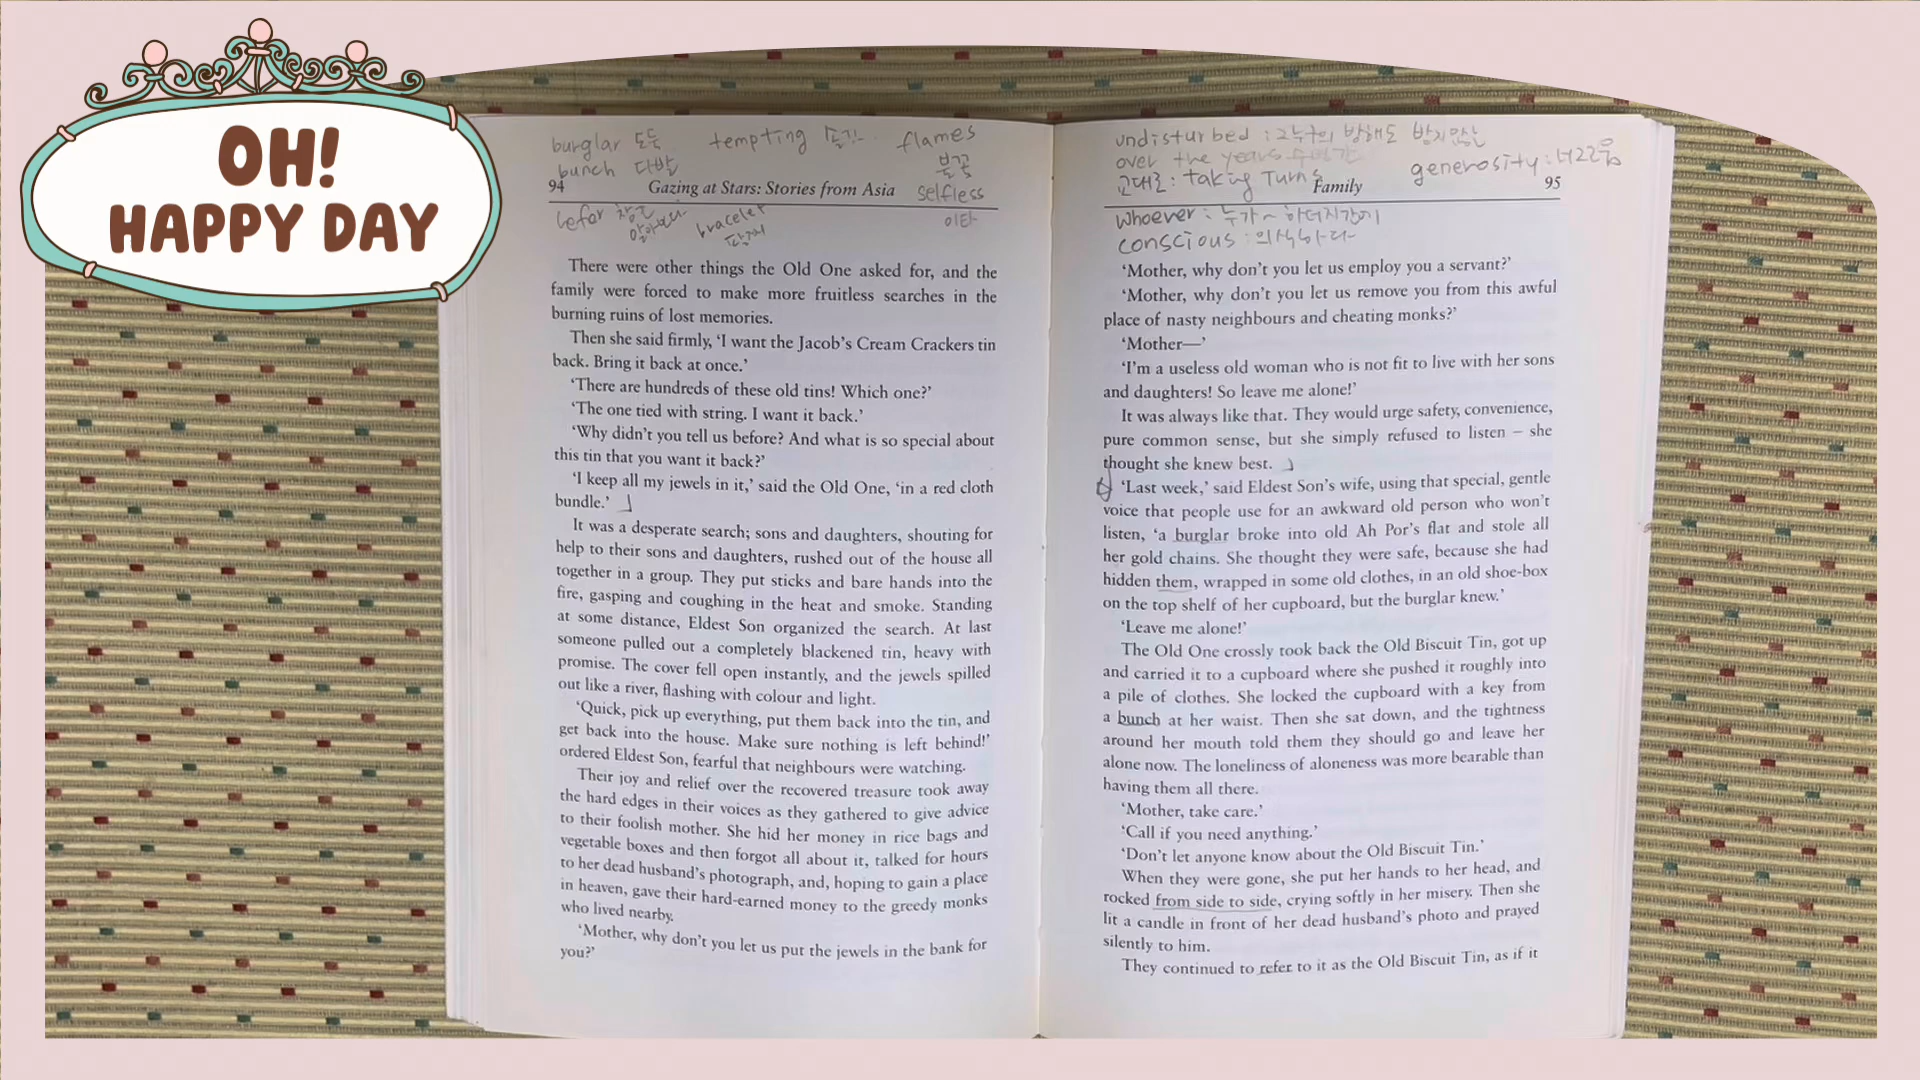 OH!
HAPPY DAY
burglar 도둑 tempting flames
bunch 다발 불꽃
94 Gazing at Stars: Stories from Asia selfless
bracelet 이타
There were other things the Old One asked for, and the
family were forced to make more fruitless searches in the
burning ruins of lost memories.
Then she said firmly, ‘I want the Jacob’s Cream Crackers tin
back. Bring it back at once.’
‘There are hundreds of these old tins! Which one?’
‘The one tied with string. I want it back.’
‘Why didn’t you tell us before? And what is so special about
this tin that you want it back?’
‘I keep all my jewels in it,’ said the Old One, ‘in a red cloth
bundle.’
It was a desperate search; sons and daughters, shouting for
help to their sons and daughters, rushed out of the house all
together in a group. They put sticks and bare hands into the
fire, gasping and coughing in the heat and smoke. Standing
at some distance, Eldest Son organized the search. At last
someone pulled out a completely blackened tin, heavy with
promise. The cover fell open instantly, and the jewels spilled
out like a river, flashing with colour and light.
‘Quick, pick up everything, put them back into the tin, and
get back into the house. Make sure nothing is left behind!’
ordered Eldest Son, fearful that neighbours were watching.
Their joy and relief over the recovered treasure took away
the hard edges in their voices as they gathered to give advice
to their foolish mother. She hid her money in rice bags and
vegetable boxes and then forgot all about it, talked for hours
to her dead husband’s photograph, and, hoping to gain a place
in heaven, gave their hard-earned money to the greedy monks
who lived nearby.
‘Mother, why don’t you let us put the jewels in the bank for
you?’
undisturbed : 그 누구의 방해도 받지 않는
over the years generosity : 너그러움
교대로 : taking Turns
Family 95
Whoever : 누가~하더지간에
conscious : 의식하다
‘Mother, why don’t you let us employ you a servant?’
‘Mother, why don’t you let us remove you from this awful
place of nasty neighbours and cheating monks?’
‘Mother—’
‘I’m a useless old woman who is not fit to live with her sons
and daughters! So leave me alone!’
It was always like that. They would urge safety, convenience,
pure common sense, but she simply refused to listen – she
thought she knew best.
‘Last week,’ said Eldest Son’s wife, using that special, gentle
voice that people use for an awkward old person who won’t
listen, ‘a burglar broke into old Ah Por’s flat and stole all
her gold chains. She thought they were safe, because she had
hidden them, wrapped in some old clothes, in an old shoe-box
on the top shelf of her cupboard, but the burglar knew.’
‘Leave me alone!’
The Old One crossly took back the Old Biscuit Tin, got up
and carried it to a cupboard where she pushed it roughly into
a pile of clothes. She locked the cupboard with a key from
a bunch at her waist. Then she sat down, and the tightness
around her mouth told them they should go and leave her
alone now. The loneliness of aloneness was more bearable than
having them all there.
‘Mother, take care.’
‘Call if you need anything.’
‘Don’t let anyone know about the Old Biscuit Tin.’
When they were gone, she put her hands to her head, and
rocked from side to side, crying softly in her misery. Then she
lit a candle in front of her dead husband’s photo and prayed
silently to him.
They continued to refer to it as the Old Biscuit Tin, as if it